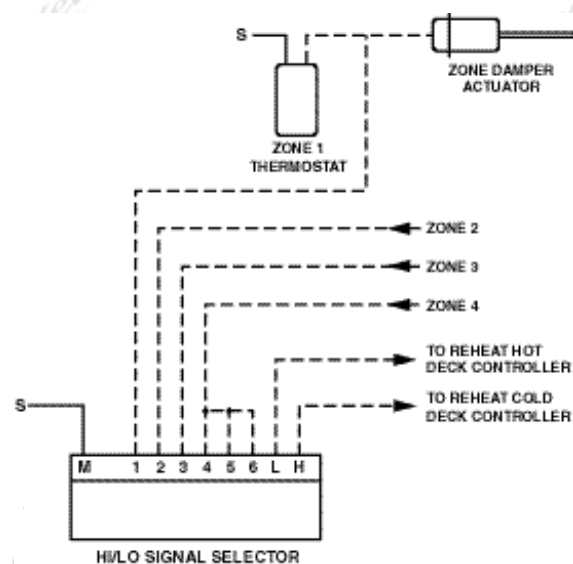 S
ZONE DAMPER
ACTUATOR
ZONE 1
THERMOSTAT
ZONE 2
ZONE 3
ZONE 4
TO REHEAT HOT
DECK CONTROLLER
TO REHEAT COLD
DECK CONTROLLER
S
M 1 2 3 4 5 6 L H
HI/LO SIGNAL SELECTOR